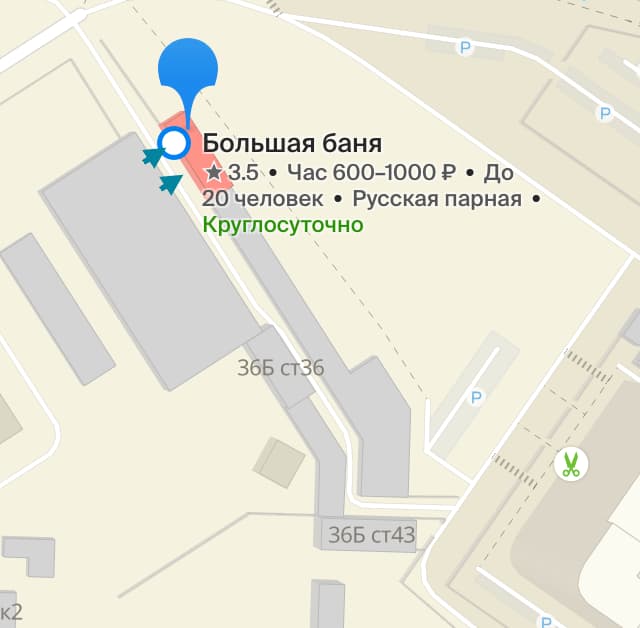 P
P
Большая баня
★ 3.5 • Час 600–1000 ₽ • До
20 человек • Русская парная •
Круглосуточно
36Б ст36
P
36Б ст43
к2
P